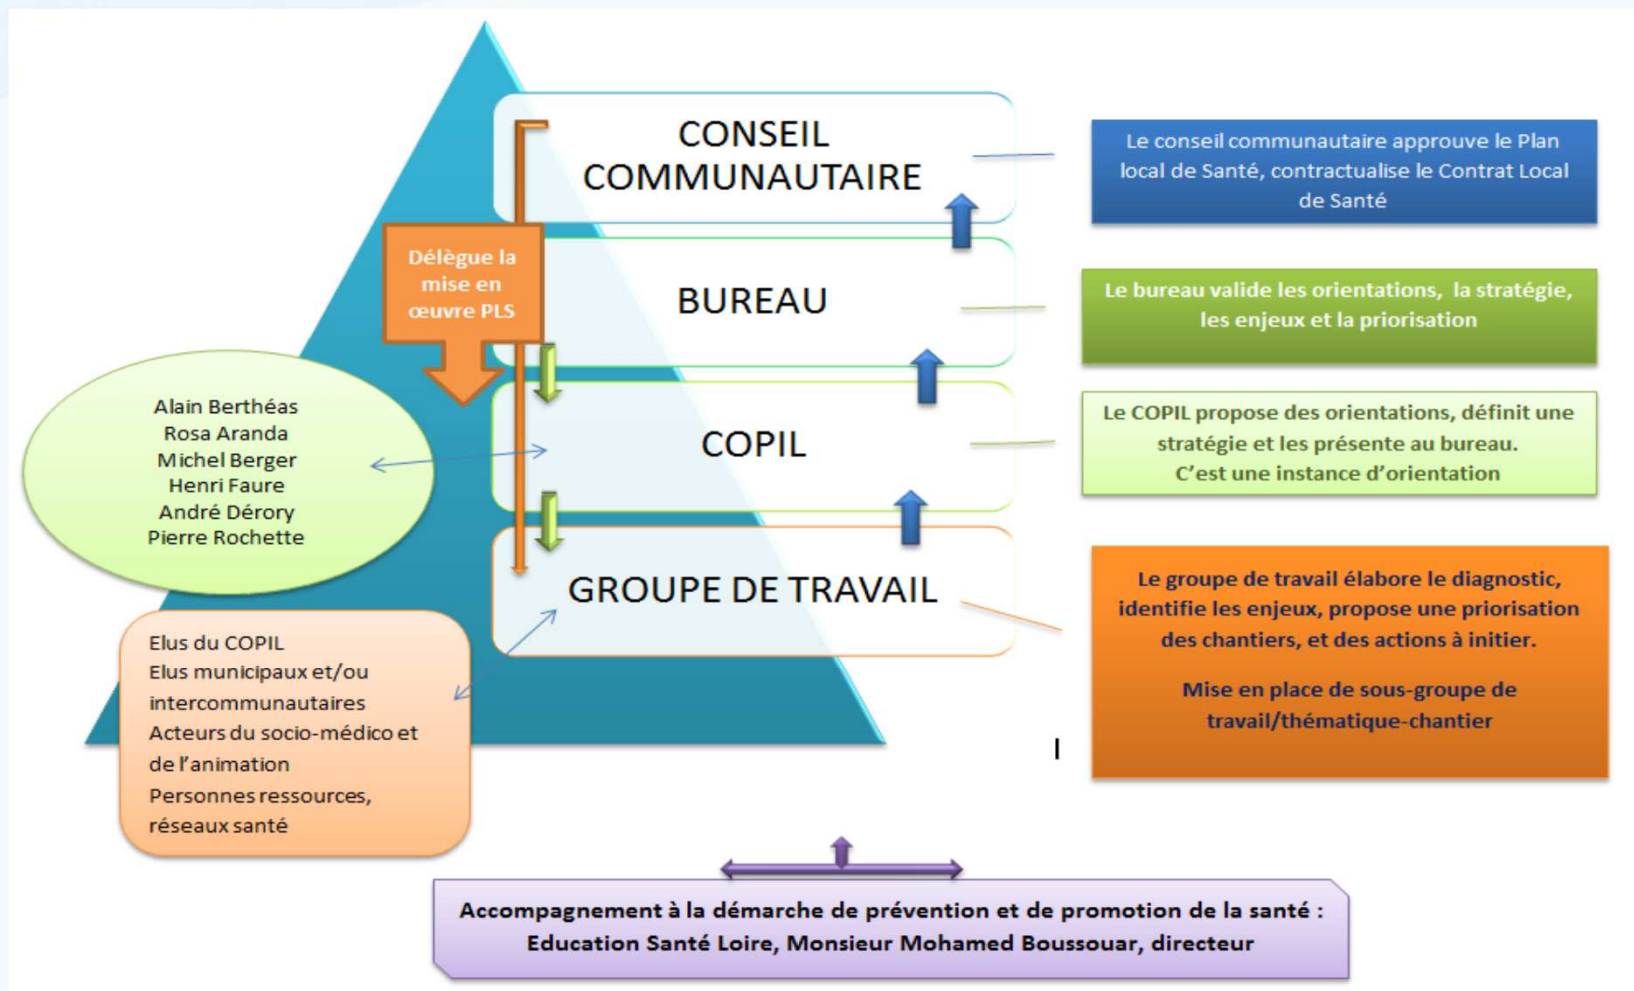 CONSEIL
COMMUNAUTAIRE
Le conseil communautaire approuve le Plan
local de Santé, contractualise le Contrat Local
de Santé
Délègue la
mise en
œuvre PLS
BUREAU
Le bureau valide les orientations, la stratégie,
les enjeux et la priorisation
Alain Berthéas
Rosa Aranda
Michel Berger
Henri Faure
André Dérory
Pierre Rochette
COPIL
Le COPIL propose des orientations, définit une
stratégie et les présente au bureau.
C’est une instance d’orientation
GROUPE DE TRAVAIL
Le groupe de travail élabore le diagnostic,
identifie les enjeux, propose une priorisation
des chantiers, et des actions à initier.
Mise en place de sous-groupe de
travail/thématique-chantier
Elus du COPIL
Elus municipaux et/ou
intercommunautaires
Acteurs du socio-médico et
de l’animation
Personnes ressources,
réseaux santé
Accompagnement à la démarche de prévention et de promotion de la santé :
Education Santé Loire, Monsieur Mohamed Boussouar, directeur